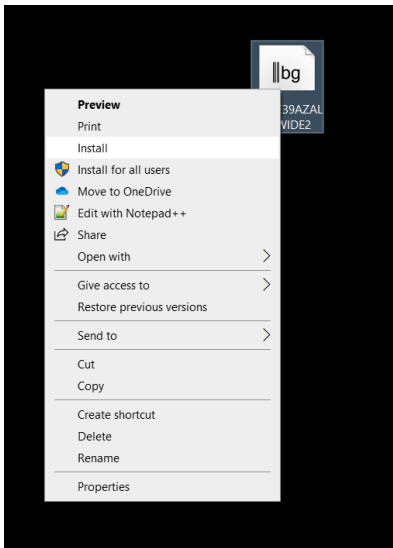 ||bg
39AZAL
WIDE2
Preview
Print
Install
Install for all users
Move to OneDrive
Edit with Notepad++
Share
Open with
Give access to
Restore previous versions
Send to
Cut
Copy
Create shortcut
Delete
Rename
Properties